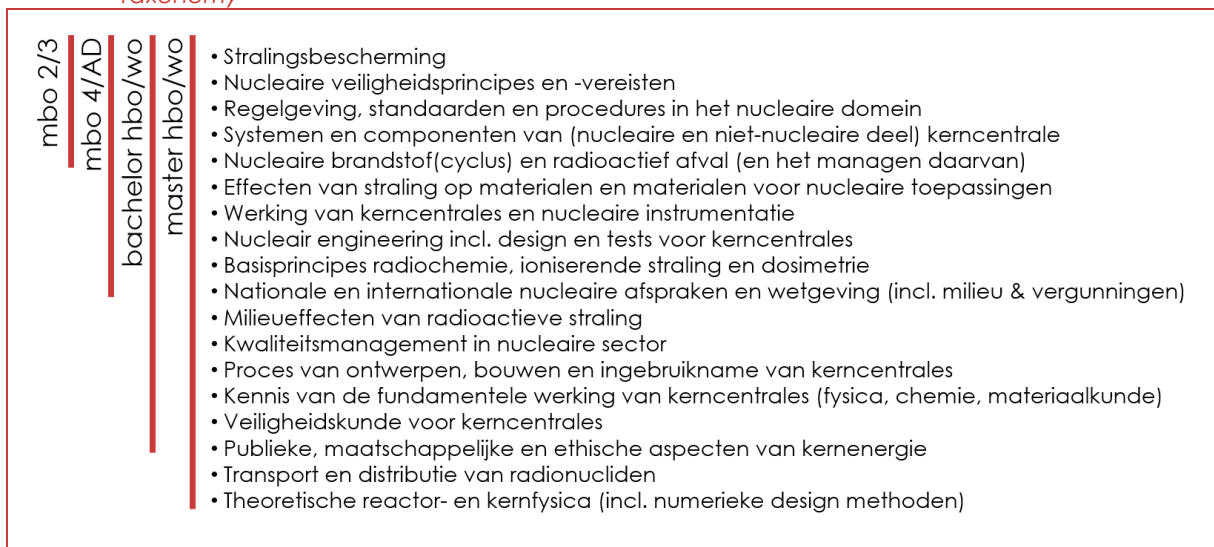 Taxonomy
mbo 2/3
mbo 4/AD
bachelor hbo/wo
master hbo/wo
• Stralingsbescherming
• Nucleaire veiligheidsprincipes en -vereisten
• Regelgeving, standaarden en procedures in het nucleaire domein
• Systemen en componenten van (nucleaire en niet-nucleaire deel) kerncentrale
• Nucleaire brandstof(cyclus) en radioactief afval (en het managen daarvan)
• Effecten van straling op materialen en materialen voor nucleaire toepassingen
• Werking van kerncentrales en nucleaire instrumentatie
• Nucleair engineering incl. design en tests voor kerncentrales
• Basisprincipes radiochemie, ioniserende straling en dosimetrie
• Nationale en internationale nucleaire afspraken en wetgeving (incl. milieu & vergunningen)
• Milieueffecten van radioactieve straling
• Kwaliteitsmanagement in nucleaire sector
• Proces van ontwerpen, bouwen en ingebruikname van kerncentrales
• Kennis van de fundamentele werking van kerncentrales (fysica, chemie, materiaalkunde)
• Veiligheidskunde voor kerncentrales
• Publieke, maatschappelijke en ethische aspecten van kernenergie
• Transport en distributie van radionucliden
• Theoretische reactor- en kernfysica (incl. numerieke design methoden)